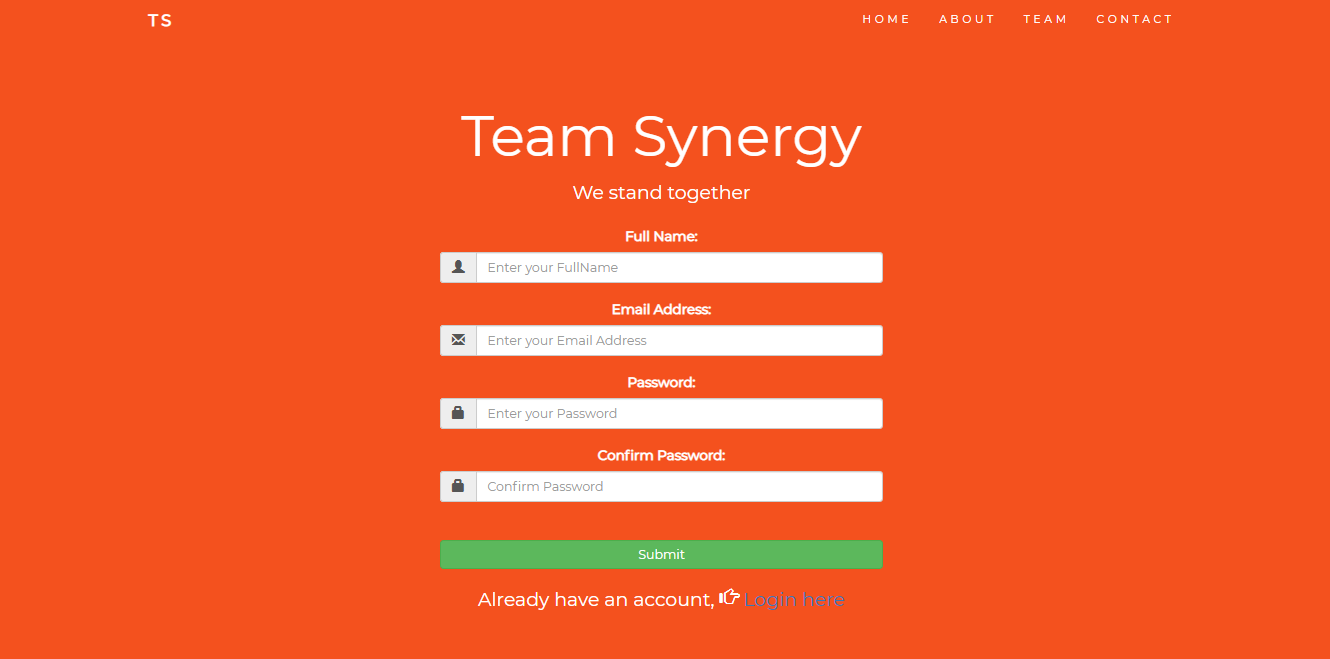 TS HOME ABOUT TEAM CONTACT
Team Synergy
We stand together
Full Name:
Enter your FullName
Email Address:
Enter your Email Address
Password:
Enter your Password
Confirm Password:
Confirm Password
Submit
Already have an account, Login here